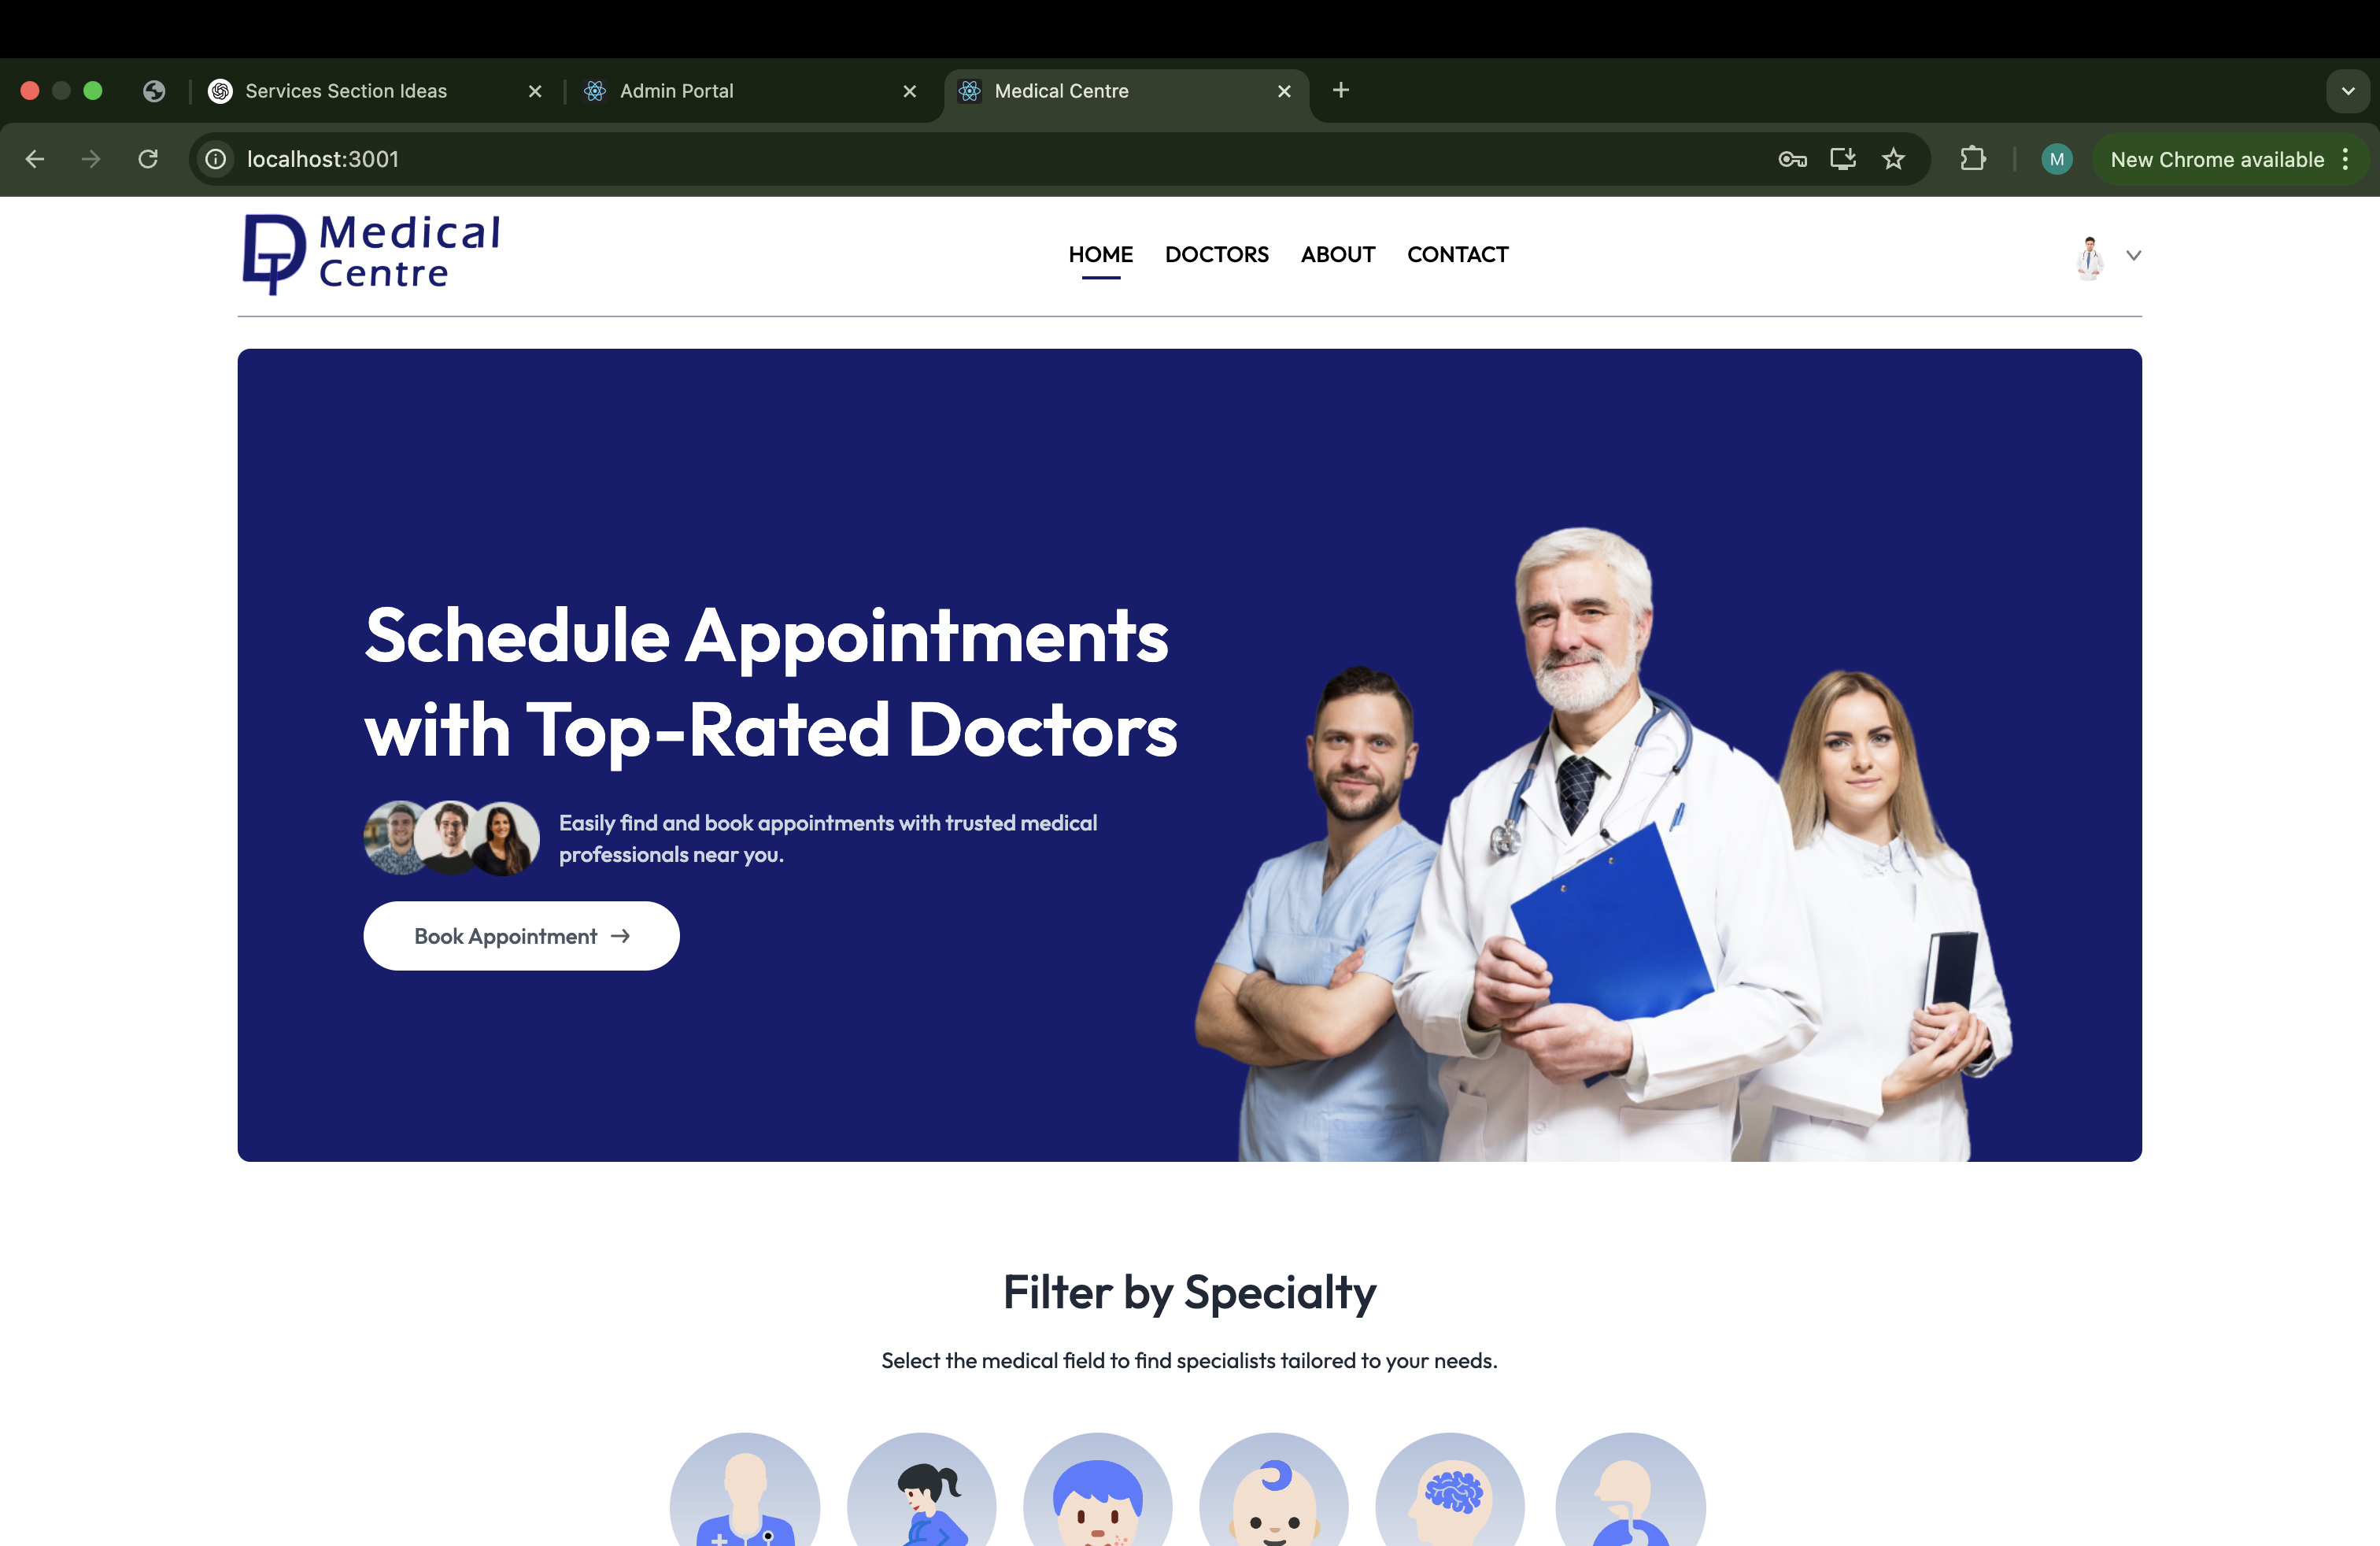 Services Section Ideas
Admin Portal
Medical Centre
localhost:3001
M
New Chrome available
DT Medical
Centre
HOME DOCTORS ABOUT CONTACT
Schedule Appointments
with Top-Rated Doctors
Easily find and book appointments with trusted medical
professionals near you.
Book Appointment →
Filter by Specialty
Select the medical field to find specialists tailored to your needs.